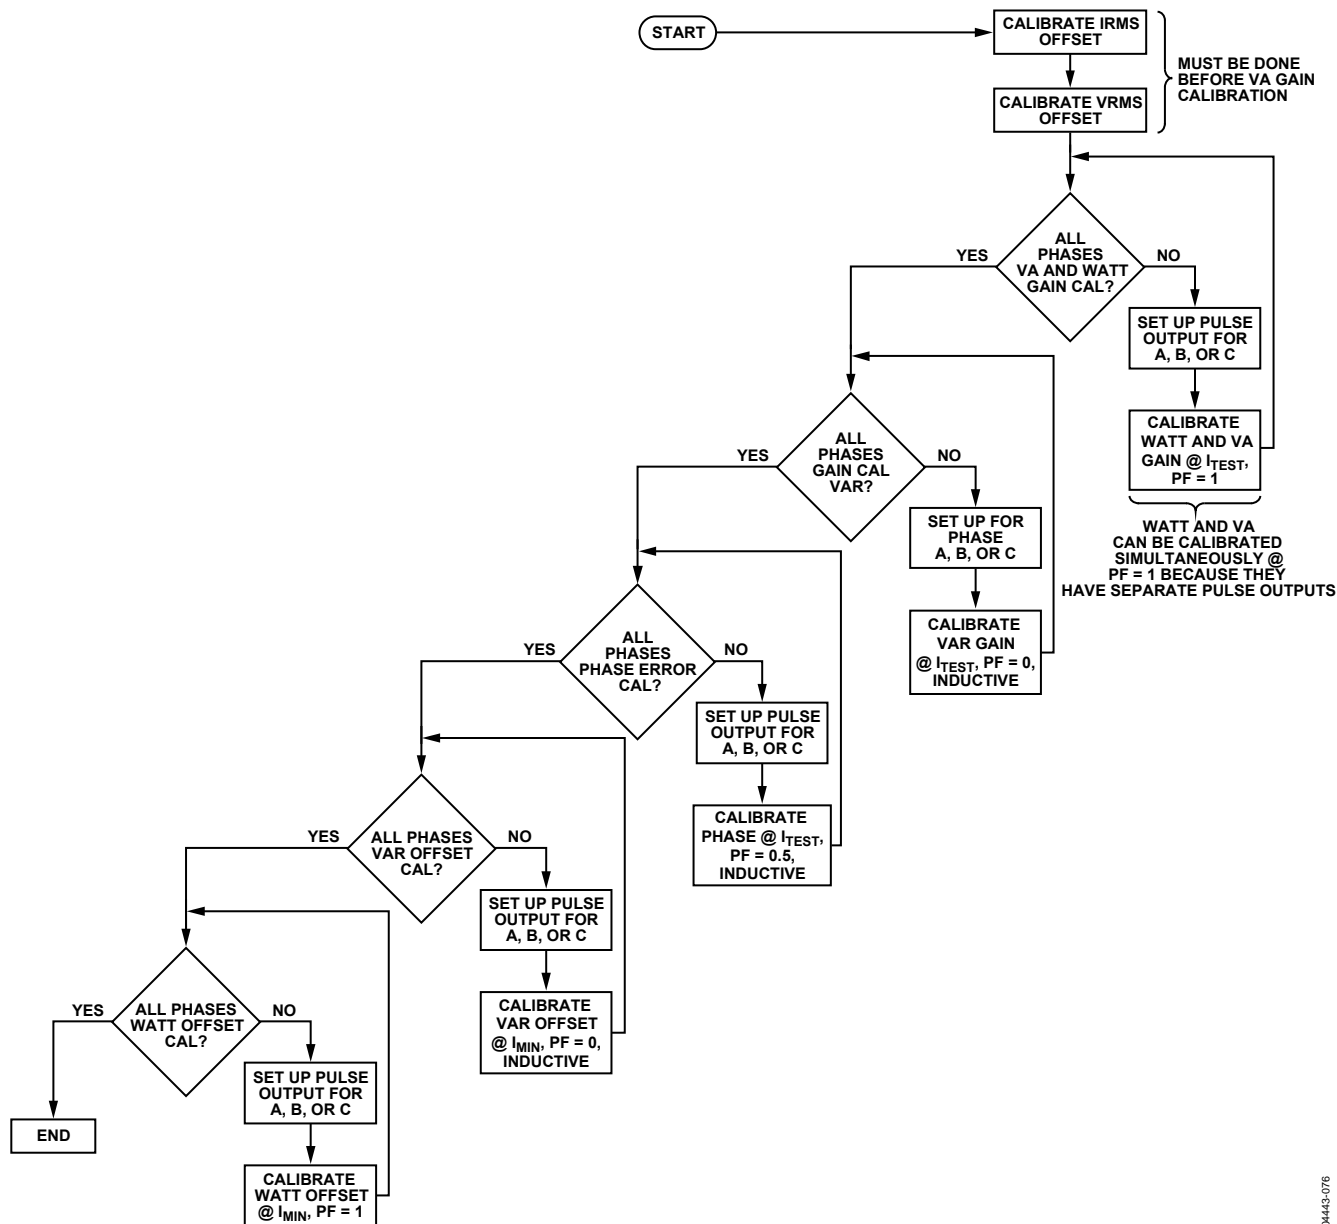 START
CALIBRATE IRMS
OFFSET
MUST BE DONE
BEFORE VA GAIN
CALIBRATION
CALIBRATE VRMS
OFFSET
ALL
PHASES
VA AND WATT
GAIN CAL?
YES
NO
SET UP PULSE
OUTPUT FOR
A, B, OR C
CALIBRATE
WATT AND VA
GAIN @ ITEST,
PF = 1
WATT AND VA
CAN BE CALIBRATED
SIMULTANEOUSLY @
PF = 1 BECAUSE THEY
HAVE SEPARATE PULSE OUTPUTS
ALL
PHASES
GAIN CAL
VAR?
YES
NO
SET UP FOR
PHASE
A, B, OR C
CALIBRATE
VAR GAIN
@ ITEST, PF = 0,
INDUCTIVE
ALL
PHASES
PHASE ERROR
CAL?
YES
NO
SET UP PULSE
OUTPUT FOR
A, B, OR C
CALIBRATE
PHASE @ ITEST,
PF = 0.5,
INDUCTIVE
ALL PHASES
VAR OFFSET
CAL?
YES
NO
SET UP PULSE
OUTPUT FOR
A, B, OR C
CALIBRATE
VAR OFFSET
@ IMIN, PF = 0,
INDUCTIVE
ALL PHASES
WATT OFFSET
CAL?
YES
NO
SET UP PULSE
OUTPUT FOR
A, B, OR C
CALIBRATE
WATT OFFSET
@ IMIN, PF = 1
END